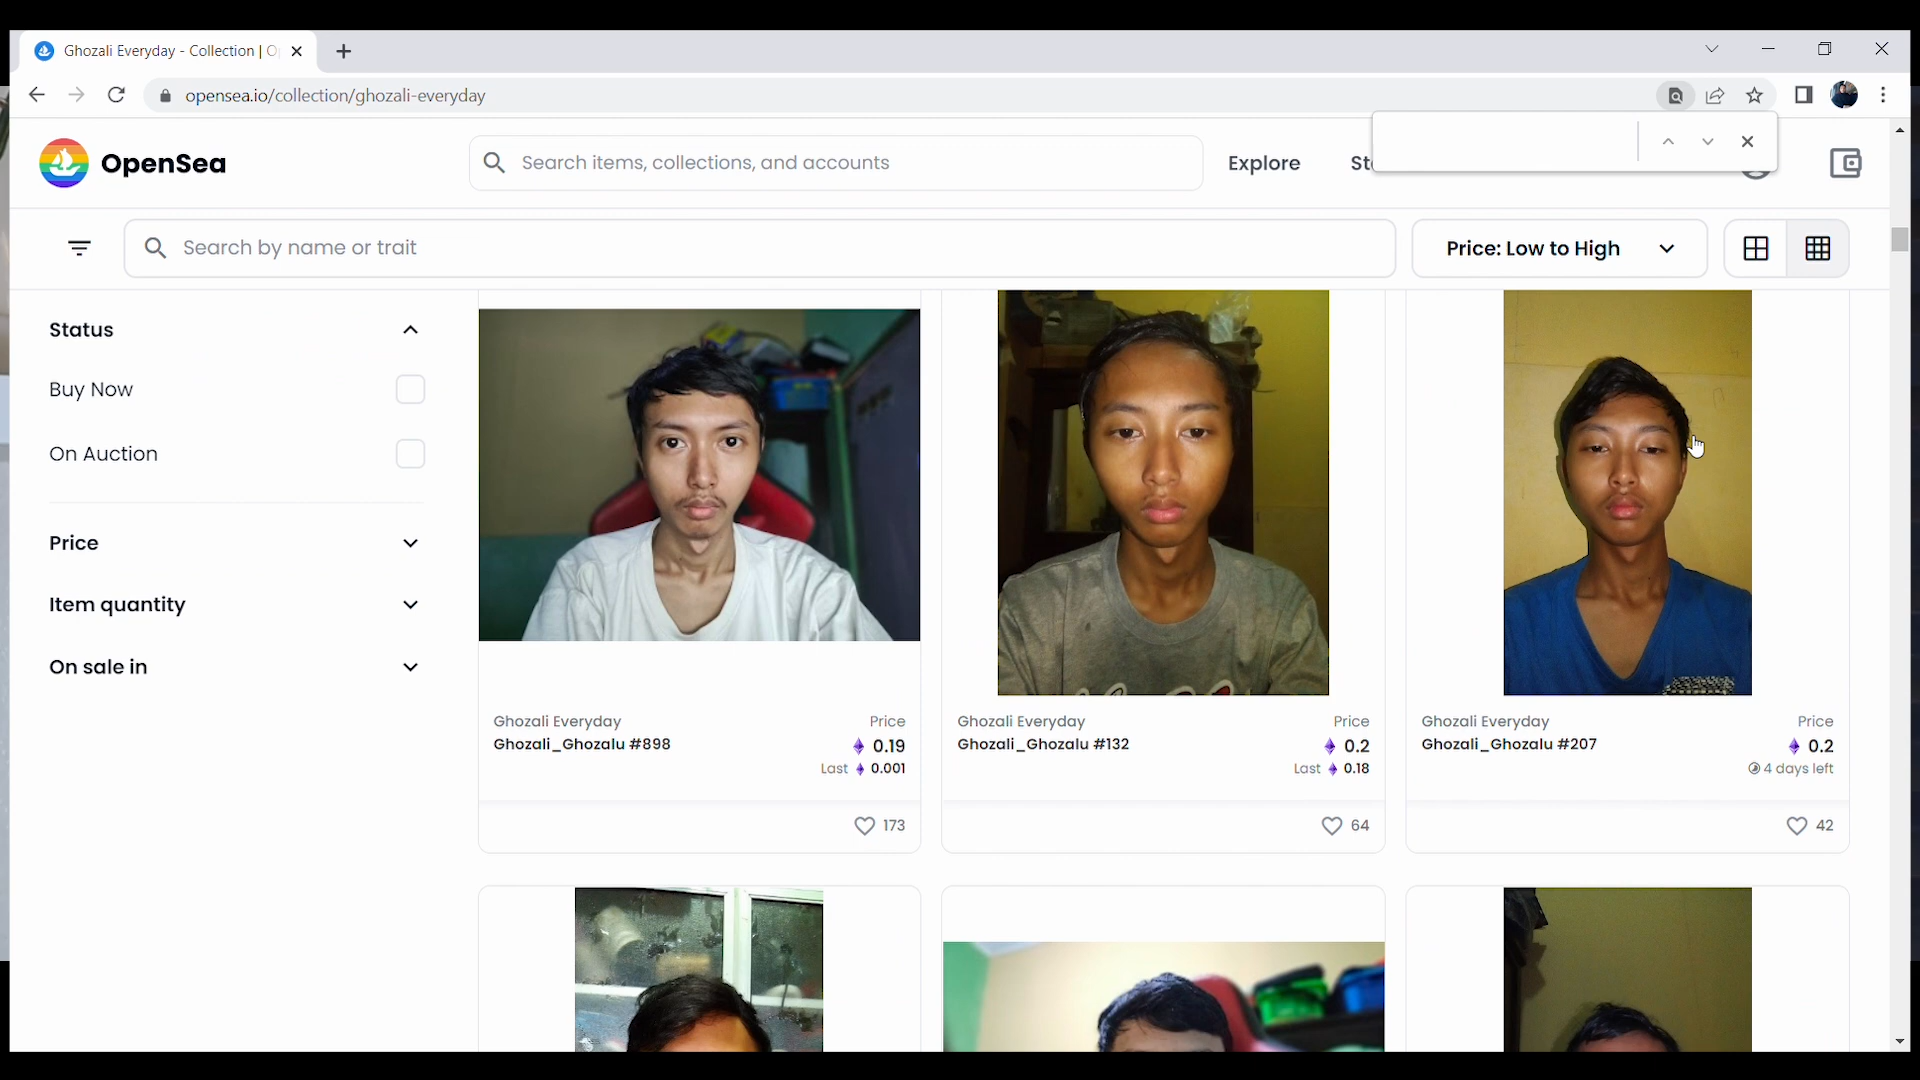 Ghozali Everyday - Collection | O
opensea.io/collection/ghozali-everyday
OpenSea
Search items, collections, and accounts
Explore
St
Search by name or trait
Price: Low to High
Status
Buy Now
On Auction
Price
Item quantity
On sale in
Ghozali Everyday Price
Ghozali_Ghozalu #898 0.19
Last 0.001
173
Ghozali Everyday Price
Ghozali_Ghozalu #132 0.2
Last 0.18
64
Ghozali Everyday Price
Ghozali_Ghozalu #207 0.2
4 days left
42